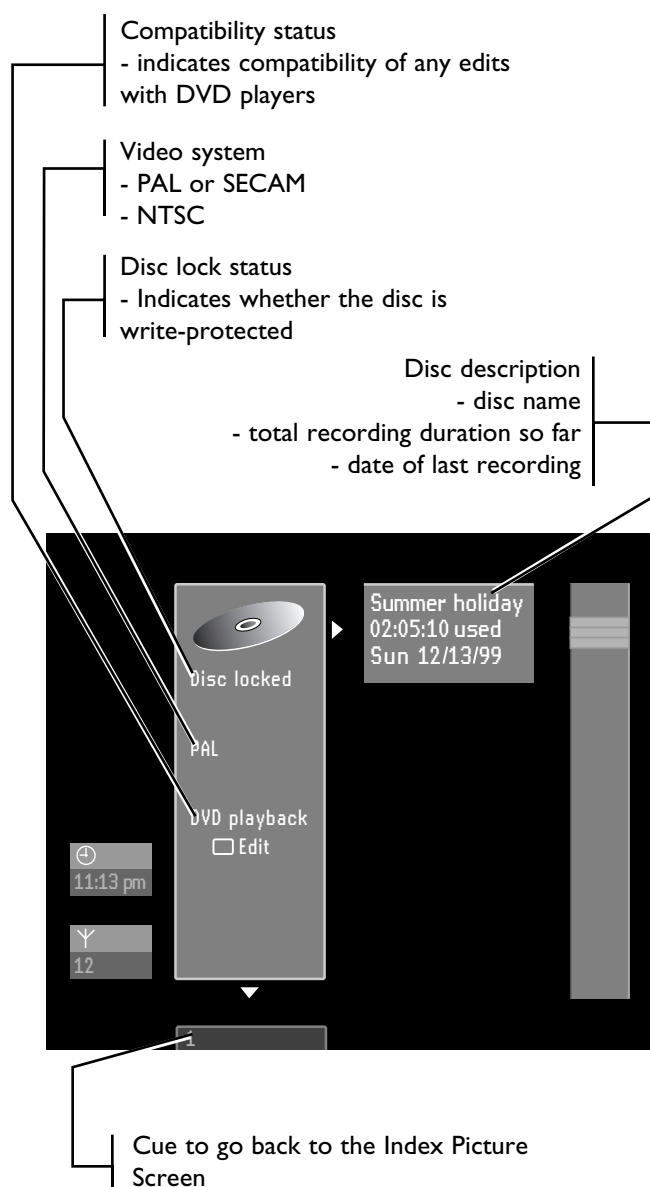 Compatibility status
- indicates compatibility of any edits
with DVD players
Video system
- PAL or SECAM
- NTSC
Disc lock status
- Indicates whether the disc is
write-protected
Disc description
- disc name
- total recording duration so far
- date of last recording
Summer holiday
02:05:10 used
Sun 12/13/99
Disc locked
PAL
DVD playback
Edit
11:13 pm
12
1
Cue to go back to the Index Picture
Screen